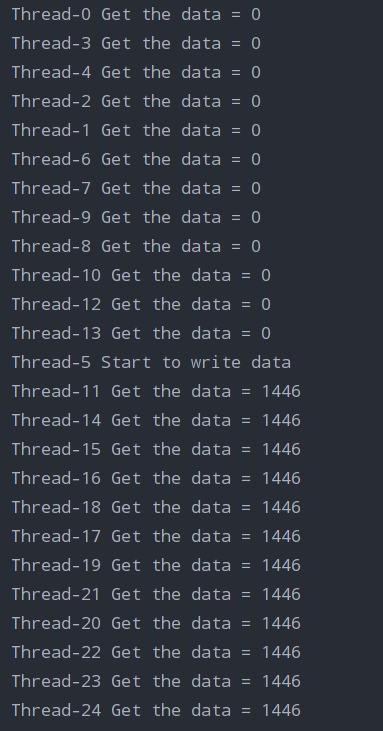 Thread-0 Get the data = 0
Thread-3 Get the data = 0
Thread-4 Get the data = 0
Thread-2 Get the data = 0
Thread-1 Get the data = 0
Thread-6 Get the data = 0
Thread-7 Get the data = 0
Thread-9 Get the data = 0
Thread-8 Get the data = 0
Thread-10 Get the data = 0
Thread-12 Get the data = 0
Thread-13 Get the data = 0
Thread-5 Start to write data
Thread-11 Get the data = 1446
Thread-14 Get the data = 1446
Thread-15 Get the data = 1446
Thread-16 Get the data = 1446
Thread-18 Get the data = 1446
Thread-17 Get the data = 1446
Thread-19 Get the data = 1446
Thread-21 Get the data = 1446
Thread-20 Get the data = 1446
Thread-22 Get the data = 1446
Thread-23 Get the data = 1446
Thread-24 Get the data = 1446